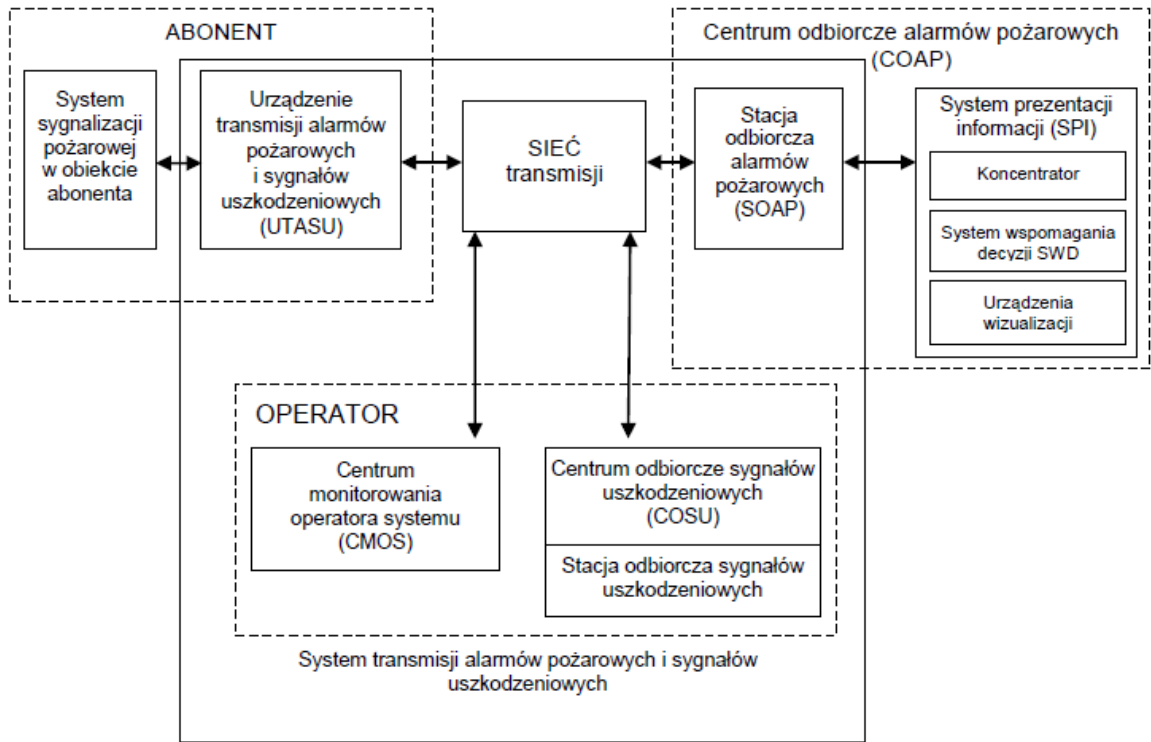 ABONENT
System
sygnalizacji
pożarowej
w obiekcie
abonenta
Urządzenie
transmisji alarmów
pożarowych
i sygnałów
uszkodzeniowych
(UTASU)
SIEĆ
transmisji
Centrum odbiorcze alarmów pożarowych
(COAP)
Stacja
odbiorcza
alarmów
pożarowych
(SOAP)
System prezentacji
informacji (SPI)
Koncentrator
System wspomagania
decyzji SWD
Urządzenia
wizualizacji
OPERATOR
Centrum
monitorowania
operatora systemu
(CMOS)
Centrum odbiorcze sygnałów
uszkodzeniowych
(COSU)
Stacja odbiorcza sygnałów
uszkodzeniowych
System transmisji alarmów pożarowych i sygnałów
uszkodzeniowych